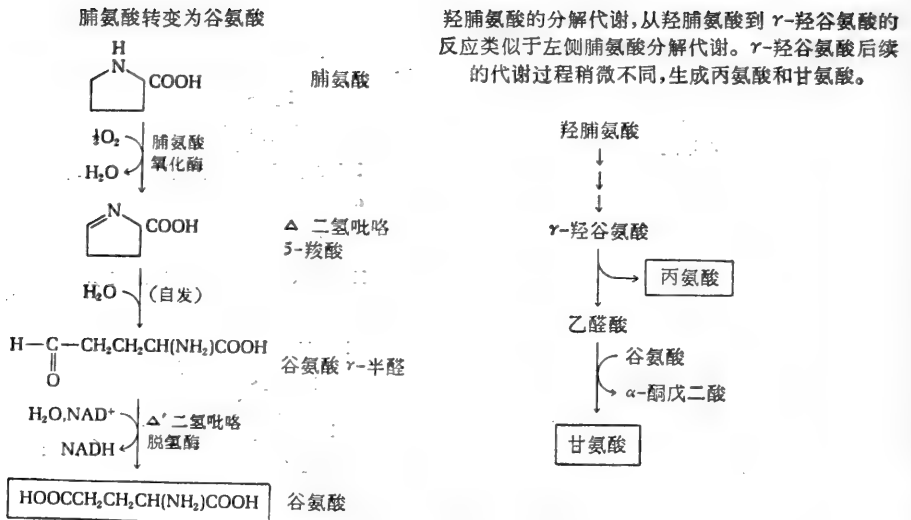 脯氨酸转变为谷氨酸
H
N
COOH
脯氨酸
½O₂
脯氨酸
氧化酶
H₂O
N
COOH
Δ 二氢吡咯
5-羧酸
H₂O
(自发)
H—C—CH₂CH₂CH(NH₂)COOH
O
谷氨酸 γ-半醛
H₂O,NAD⁺
Δ′二氢吡咯
脱氢酶
NADH
HOOCCH₂CH₂CH(NH₂)COOH
谷氨酸
羟脯氨酸的分解代谢,从羟脯氨酸到 γ-羟谷氨酸的
反应类似于左侧脯氨酸分解代谢。γ-羟谷氨酸后续
的代谢过程稍微不同,生成丙氨酸和甘氨酸。
羟脯氨酸
γ-羟谷氨酸
丙氨酸
乙醛酸
谷氨酸
α-酮戊二酸
甘氨酸